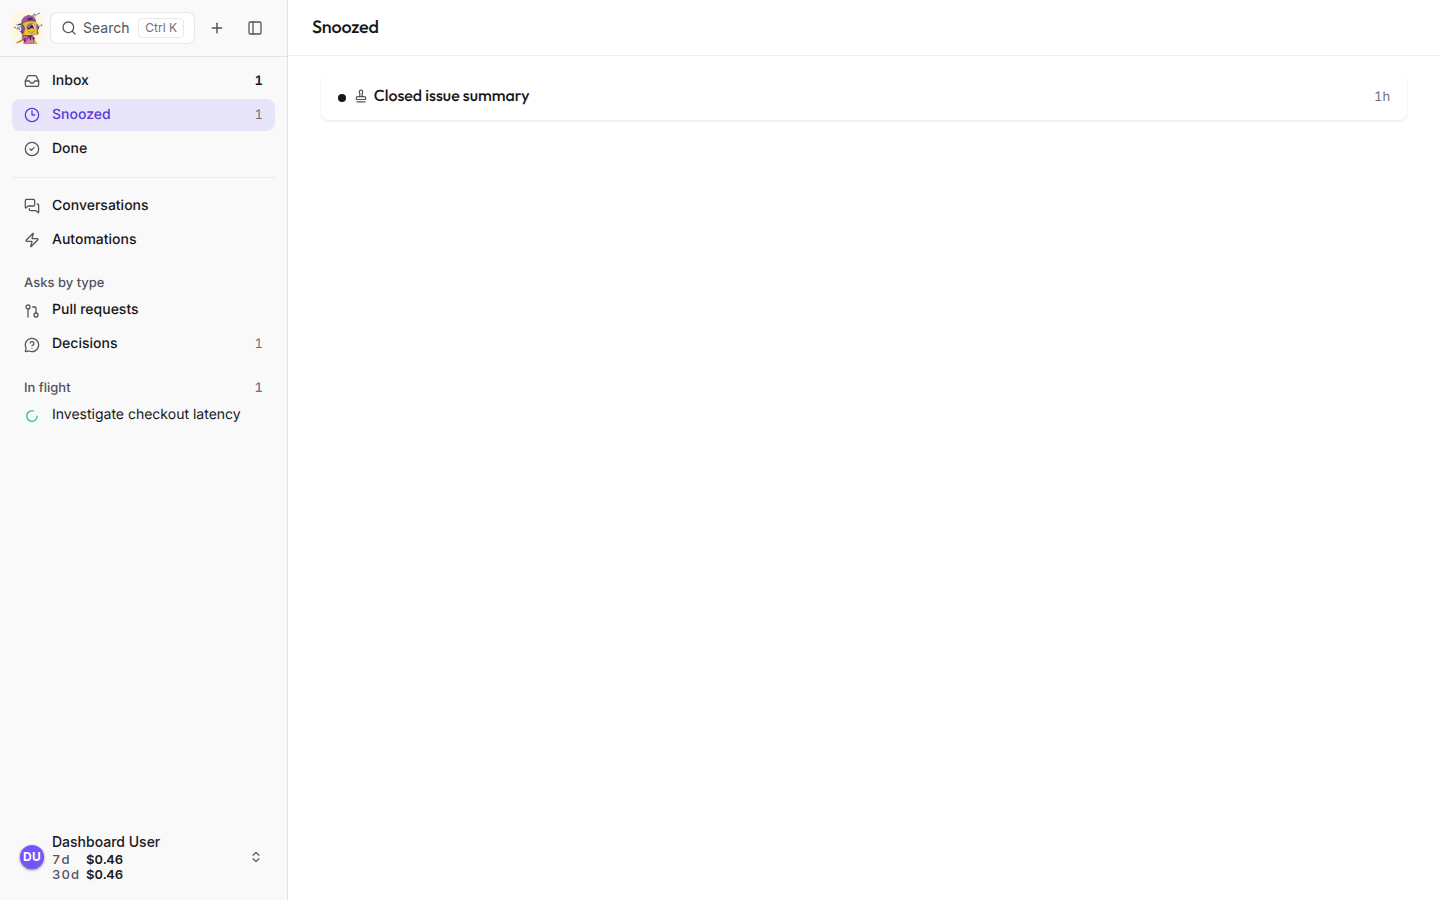 Search Ctrl K
Inbox 1
Snoozed 1
Done
Conversations
Automations
Asks by type
Pull requests
Decisions 1
In flight 1
Investigate checkout latency
DU
Dashboard User
7d $0.46
30d $0.46
Snoozed
Closed issue summary 1h